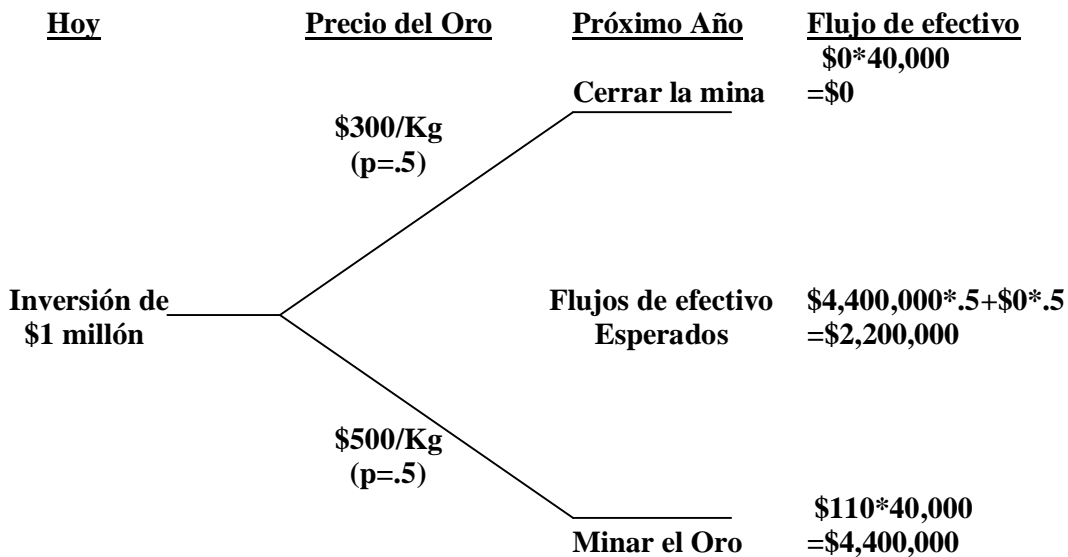 Hoy Precio del Oro Próximo Año Flujo de efectivo
$0*40,000
Cerrar la mina =$0
$300/Kg
(p=.5)
Inversión de Flujos de efectivo $4,400,000*.5+$0*.5
$1 millón Esperados =$2,200,000
$500/Kg
(p=.5)
$110*40,000
Minar el Oro =$4,400,000